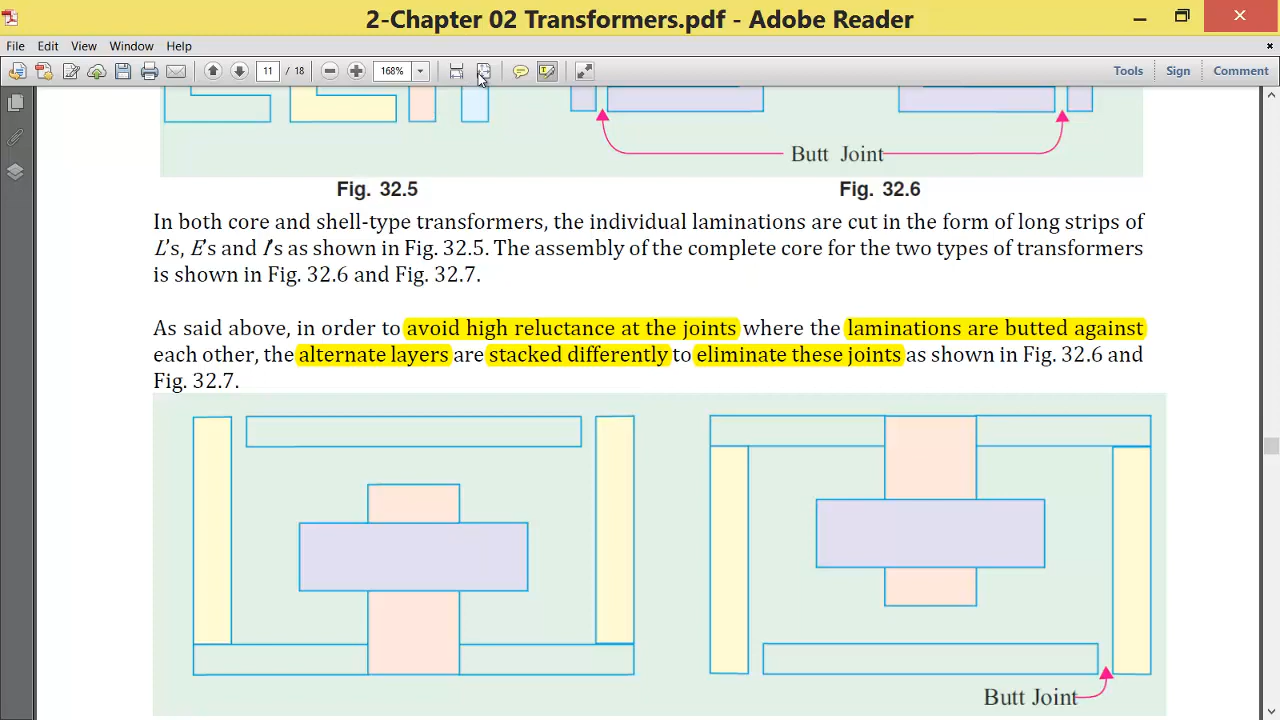 2-Chapter 02 Transformers.pdf - Adobe Reader
File Edit View Window Help
11 / 18 168% Tools Sign Comment
Butt Joint
Fig. 32.5 Fig. 32.6
In both core and shell-type transformers, the individual laminations are cut in the form of long strips of
L's, E's and I's as shown in Fig. 32.5. The assembly of the complete core for the two types of transformers
is shown in Fig. 32.6 and Fig. 32.7.
As said above, in order to avoid high reluctance at the joints where the laminations are butted against
each other, the alternate layers are stacked differently to eliminate these joints as shown in Fig. 32.6 and
Fig. 32.7.
Butt Joint